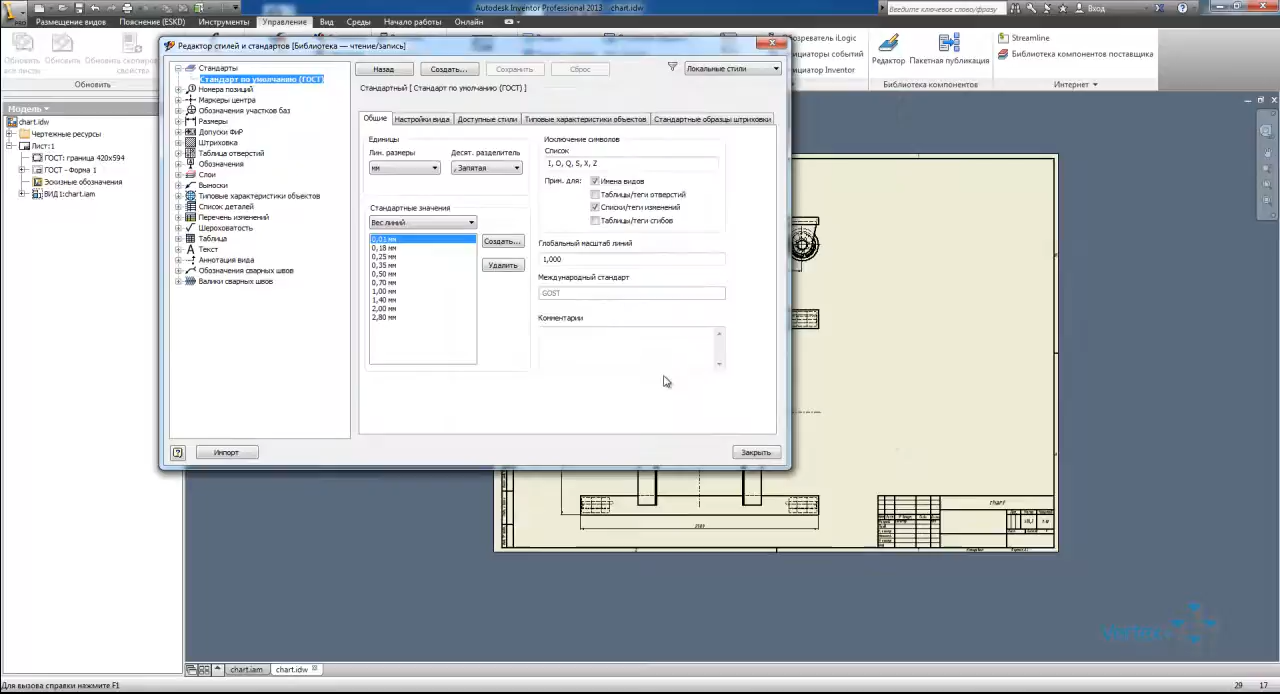 Autodesk Inventor Professional 2013 chart.idw
Введите ключевое слово/фразу
Вход
PRO
Размещение видов
Пояснение (ESKD)
Инструменты
Управление
Вид
Среды
Начало работы
Онлайн
Обновить
Обновить
все листы
Обновить
свойства
Обновить
Редактор
Пакетная публикация
Библиотека компонентов
Streamline
Библиотека компонентов поставщика
Интернет
Модель
chart.idw
Чертежные ресурсы
Лист:1
ГОСТ: граница 420x594
ГОСТ - Форма 1
Эскизные обозначения
ВИД1:chart.iam
Редактор стилей и стандартов [Библиотека — чтение/запись]
Стандарты
Стандарт по умолчанию (ГОСТ)
Номера позиций
Маркеры центра
Обозначения участков баз
Размеры
Допуски ФиР
Штриховка
Таблица отверстий
Обозначения
Слои
Выноски
Типовые характеристики объектов
Список деталей
Перечень изменений
Шероховатость
Таблица
Текст
Аннотация вида
Обозначения сварных швов
Валики сварных швов
Импорт
Назад
Создать...
Сохранить
Сброс
Локальные стили
Стандартный [ Стандарт по умолчанию (ГОСТ) ]
Общие
Настройки вида
Доступные стили
Типовые характеристики объектов
Стандартные образцы штриховки
Единицы
Лин. размеры
Десят. разделитель
мм
, Запятая
Стандартные значения
Вес линий
0,01 мм
0,18 мм
0,25 мм
0,35 мм
0,50 мм
0,70 мм
1,00 мм
1,40 мм
2,00 мм
2,80 мм
Создать...
Удалить
Исключение символов
Список
I, O, Q, S, X, Z
Прим. для:
Имена видов
Таблицы/теги отверстий
Списки/теги изменений
Таблицы/теги сгибов
Глобальный масштаб линий
1,000
Международный стандарт
GOST
Комментарии
Закрыть
chart
chart.iam
chart.idw
Для вызова справки нажмите F1
29
17